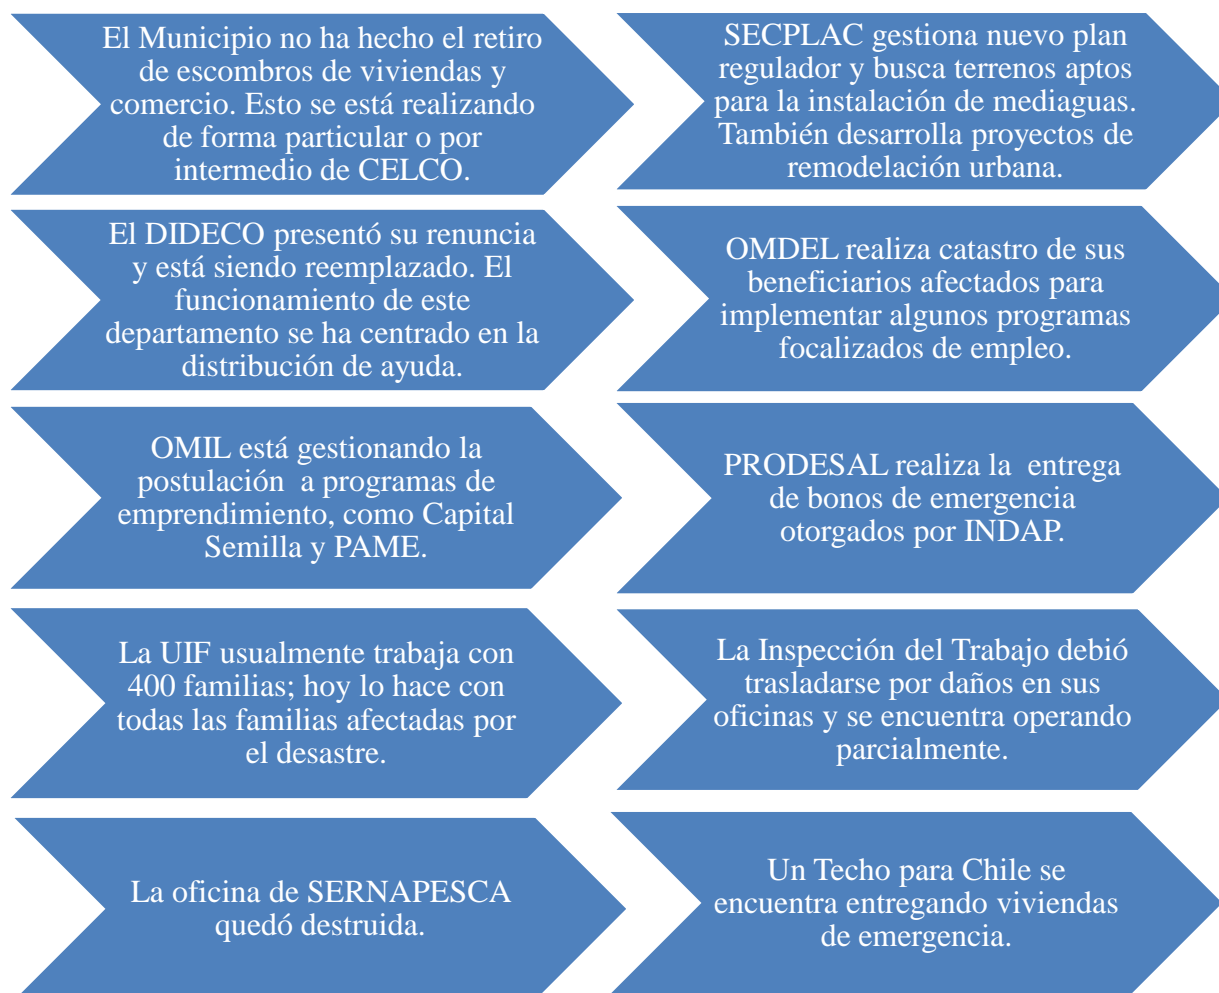 El Municipio no ha hecho el retiro
de escombros de viviendas y
comercio. Esto se está realizando
de forma particular o por
intermedio de CELCO.
SECPLAC gestiona nuevo plan
regulador y busca terrenos aptos
para la instalación de mediaguas.
También desarrolla proyectos de
remodelación urbana.
El DIDECO presentó su renuncia
y está siendo reemplazado. El
funcionamiento de este
departamento se ha centrado en la
distribución de ayuda.
OMDEL realiza catastro de sus
beneficiarios afectados para
implementar algunos programas
focalizados de empleo.
OMIL está gestionando la
postulación  a programas de
emprendimiento, como Capital
Semilla y PAME.
PRODESAL realiza la  entrega
de bonos de emergencia
otorgados por INDAP.
La UIF usualmente trabaja con
400 familias; hoy lo hace con
todas las familias afectadas por
el desastre.
La Inspección del Trabajo debió
trasladarse por daños en sus
oficinas y se encuentra operando
parcialmente.
La oficina de SERNAPESCA
quedó destruida.
Un Techo para Chile se
encuentra entregando viviendas
de emergencia.